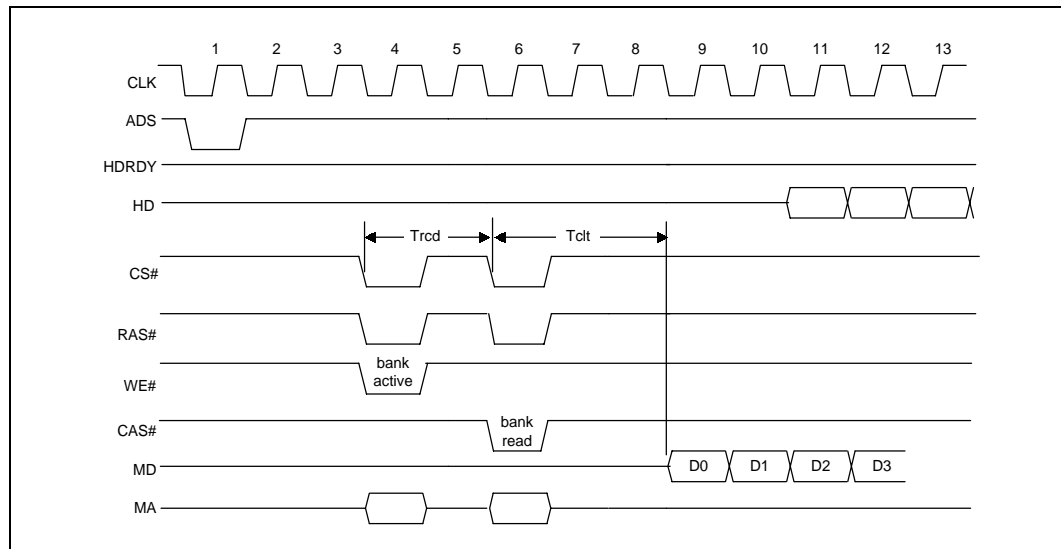 1 2 3 4 5 6 7 8 9 10 11 12 13
CLK
ADS
HDRDY
HD
Trcd Tclt
CS#
RAS#
bank
active
WE#
CAS#
bank
read
MD D0 D1 D2 D3
MA